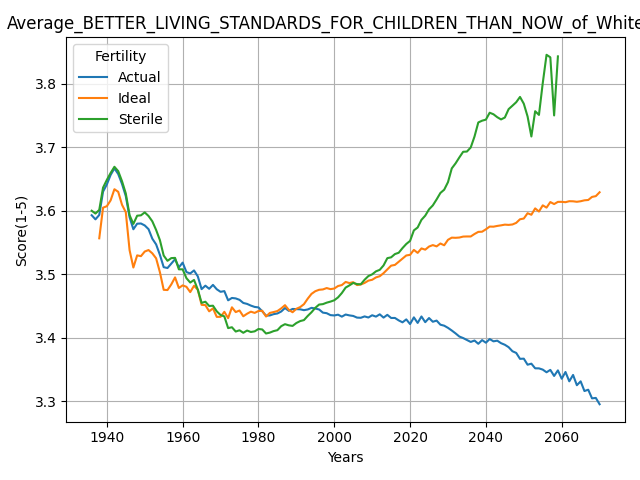 Average_BETTER_LIVING_STANDARDS_FOR_CHILDREN_THAN_NOW_of_White
Fertility
Actual
Ideal
Sterile
Score(1-5)
3.8
3.7
3.6
3.5
3.4
3.3
1940 1960 1980 2000 2020 2040 2060
Years